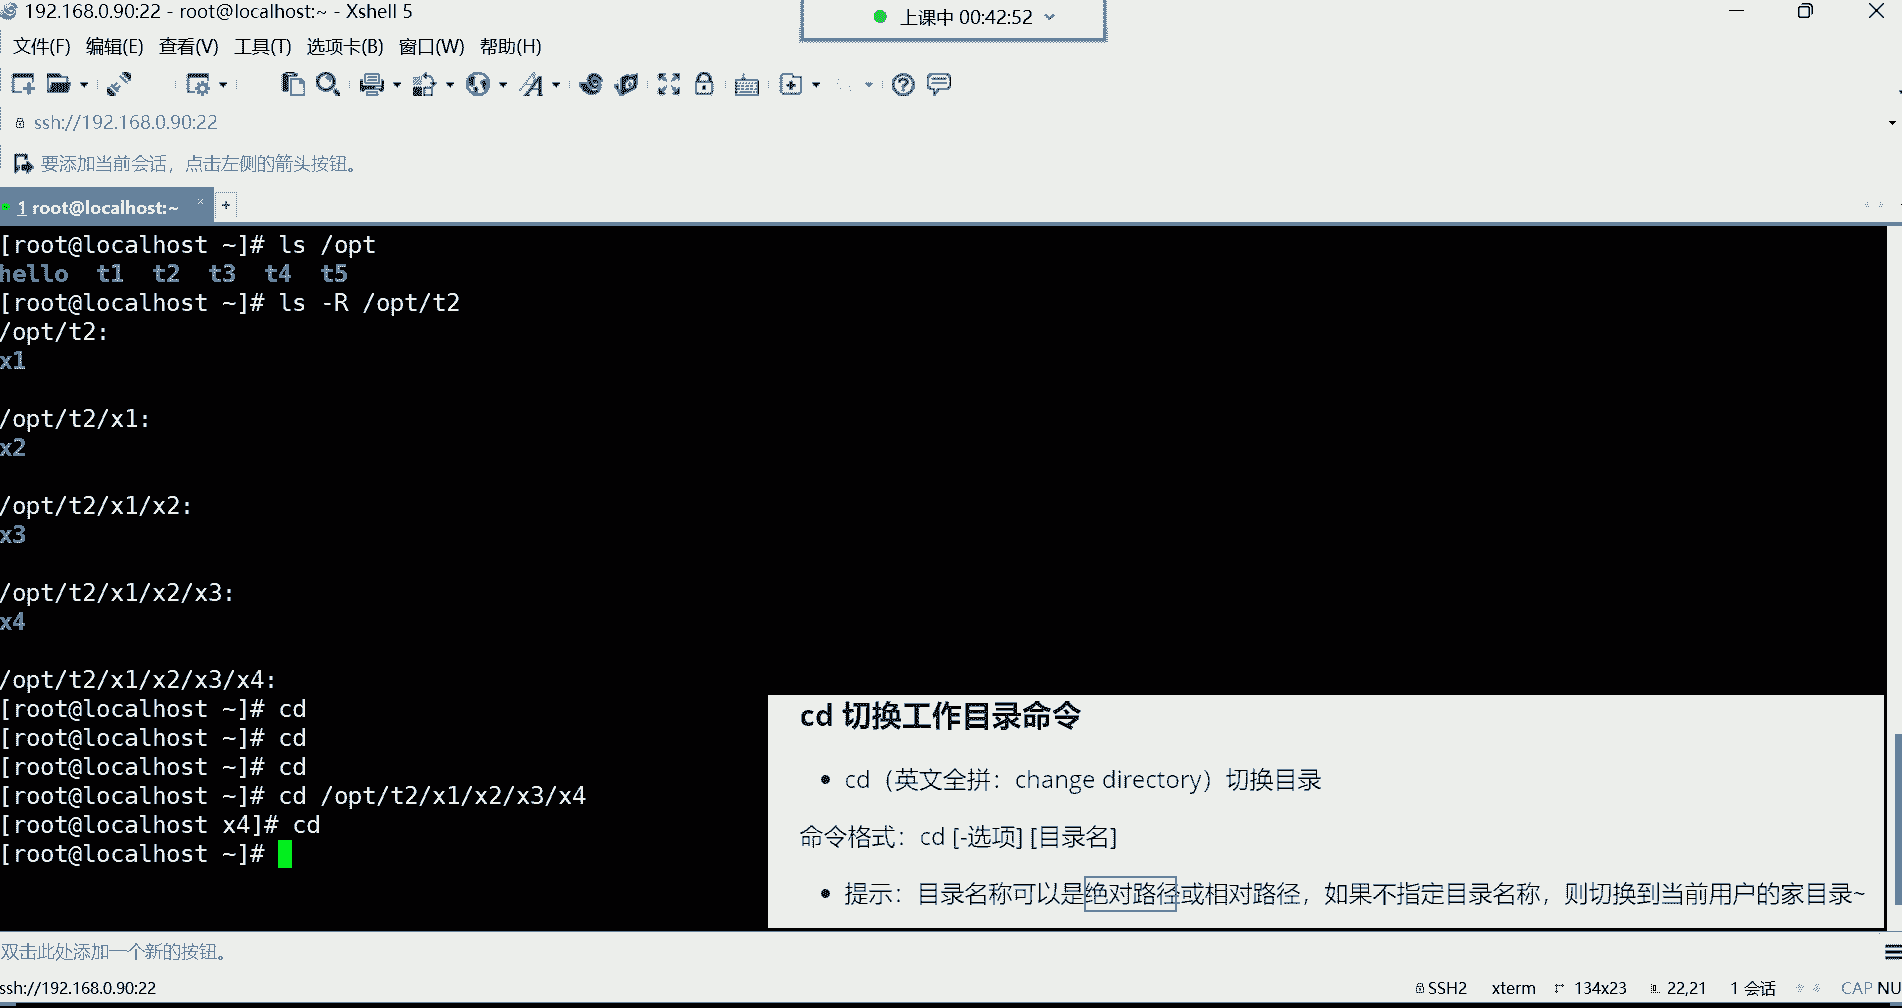 192.168.0.90:22 - root@localhost:~ - Xshell 5
上课中 00:42:52
文件(F) 编辑(E) 查看(V) 工具(T) 选项卡(B) 窗口(W) 帮助(H)
ssh://192.168.0.90:22
要添加当前会话，点击左侧的箭头按钮。
1 root@localhost:~ × +
[root@localhost ~]# ls /opt
hello t1 t2 t3 t4 t5
[root@localhost ~]# ls -R /opt/t2
/opt/t2:
x1
/opt/t2/x1:
x2
/opt/t2/x1/x2:
x3
/opt/t2/x1/x2/x3:
x4
/opt/t2/x1/x2/x3/x4:
[root@localhost ~]# cd
[root@localhost ~]# cd
[root@localhost ~]# cd
[root@localhost ~]# cd /opt/t2/x1/x2/x3/x4
[root@localhost x4]# cd
[root@localhost ~]#
cd 切换工作目录命令
• cd（英文全拼：change directory）切换目录
命令格式：cd [-选项] [目录名]
• 提示：目录名称可以是绝对路径或相对路径，如果不指定目录名称，则切换到当前用户的家目录~
双击此处添加一个新的按钮。
ssh://192.168.0.90:22
SSH2 xterm 134x23 22,21 1 会话 CAP NU